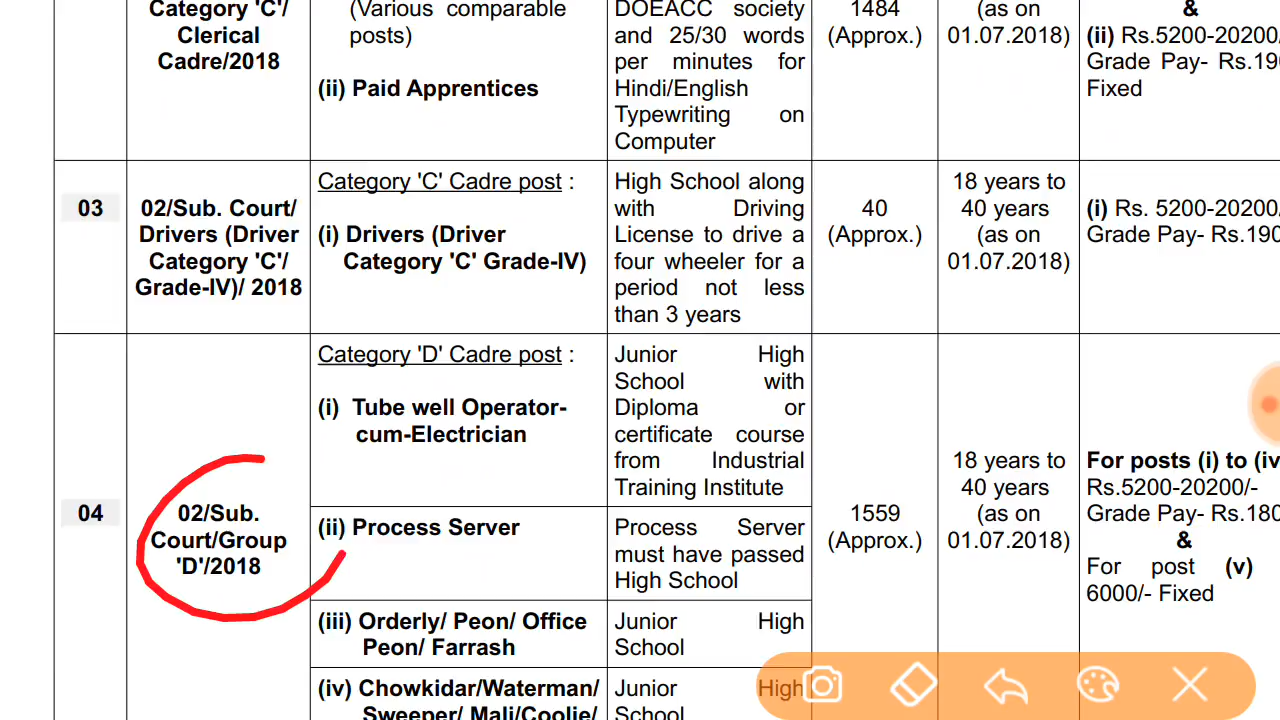 Category 'C'/
Clerical
Cadre/2018
(Various comparable
posts)
(ii) Paid Apprentices
DOEACC society
and 25/30 words
per minutes for
Hindi/English
Typewriting on
Computer
1484
(Approx.)
(as on
01.07.2018)
&
(ii) Rs.5200-20200/
Grade Pay- Rs.190
Fixed
03
02/Sub. Court/
Drivers (Driver
Category 'C'/
Grade-IV)/ 2018
Category 'C' Cadre post :
(i) Drivers (Driver
Category 'C' Grade-IV)
High School along
with Driving
License to drive a
four wheeler for a
period not less
than 3 years
40
(Approx.)
18 years to
40 years
(as on
01.07.2018)
(i) Rs. 5200-20200/
Grade Pay- Rs.190
04
02/Sub.
Court/Group
'D'/2018
Category 'D' Cadre post :
(i) Tube well Operator-
cum-Electrician
Junior High
School with
Diploma or
certificate course
from Industrial
Training Institute
(ii) Process Server
Process Server
must have passed
High School
(iii) Orderly/ Peon/ Office
Peon/ Farrash
Junior High
School
(iv) Chowkidar/Waterman/
Sweeper/ Mali/Coolie/
Junior High
School
1559
(Approx.)
18 years to
40 years
(as on
01.07.2018)
For posts (i) to (iv
Rs.5200-20200/-
Grade Pay- Rs.180
&
For post (v)
6000/- Fixed